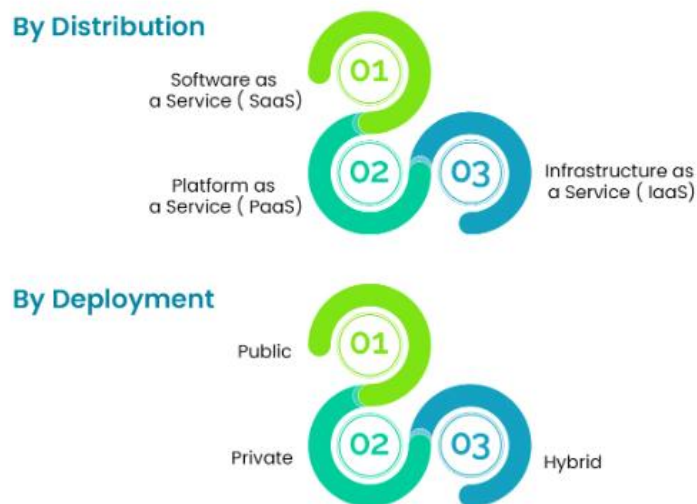 By Distribution
01
Software as
a Service ( SaaS)
02
03
Platform as
a Service ( PaaS)
Infrastructure as
a Service ( IaaS)
By Deployment
01
Public
02
03
Private
Hybrid